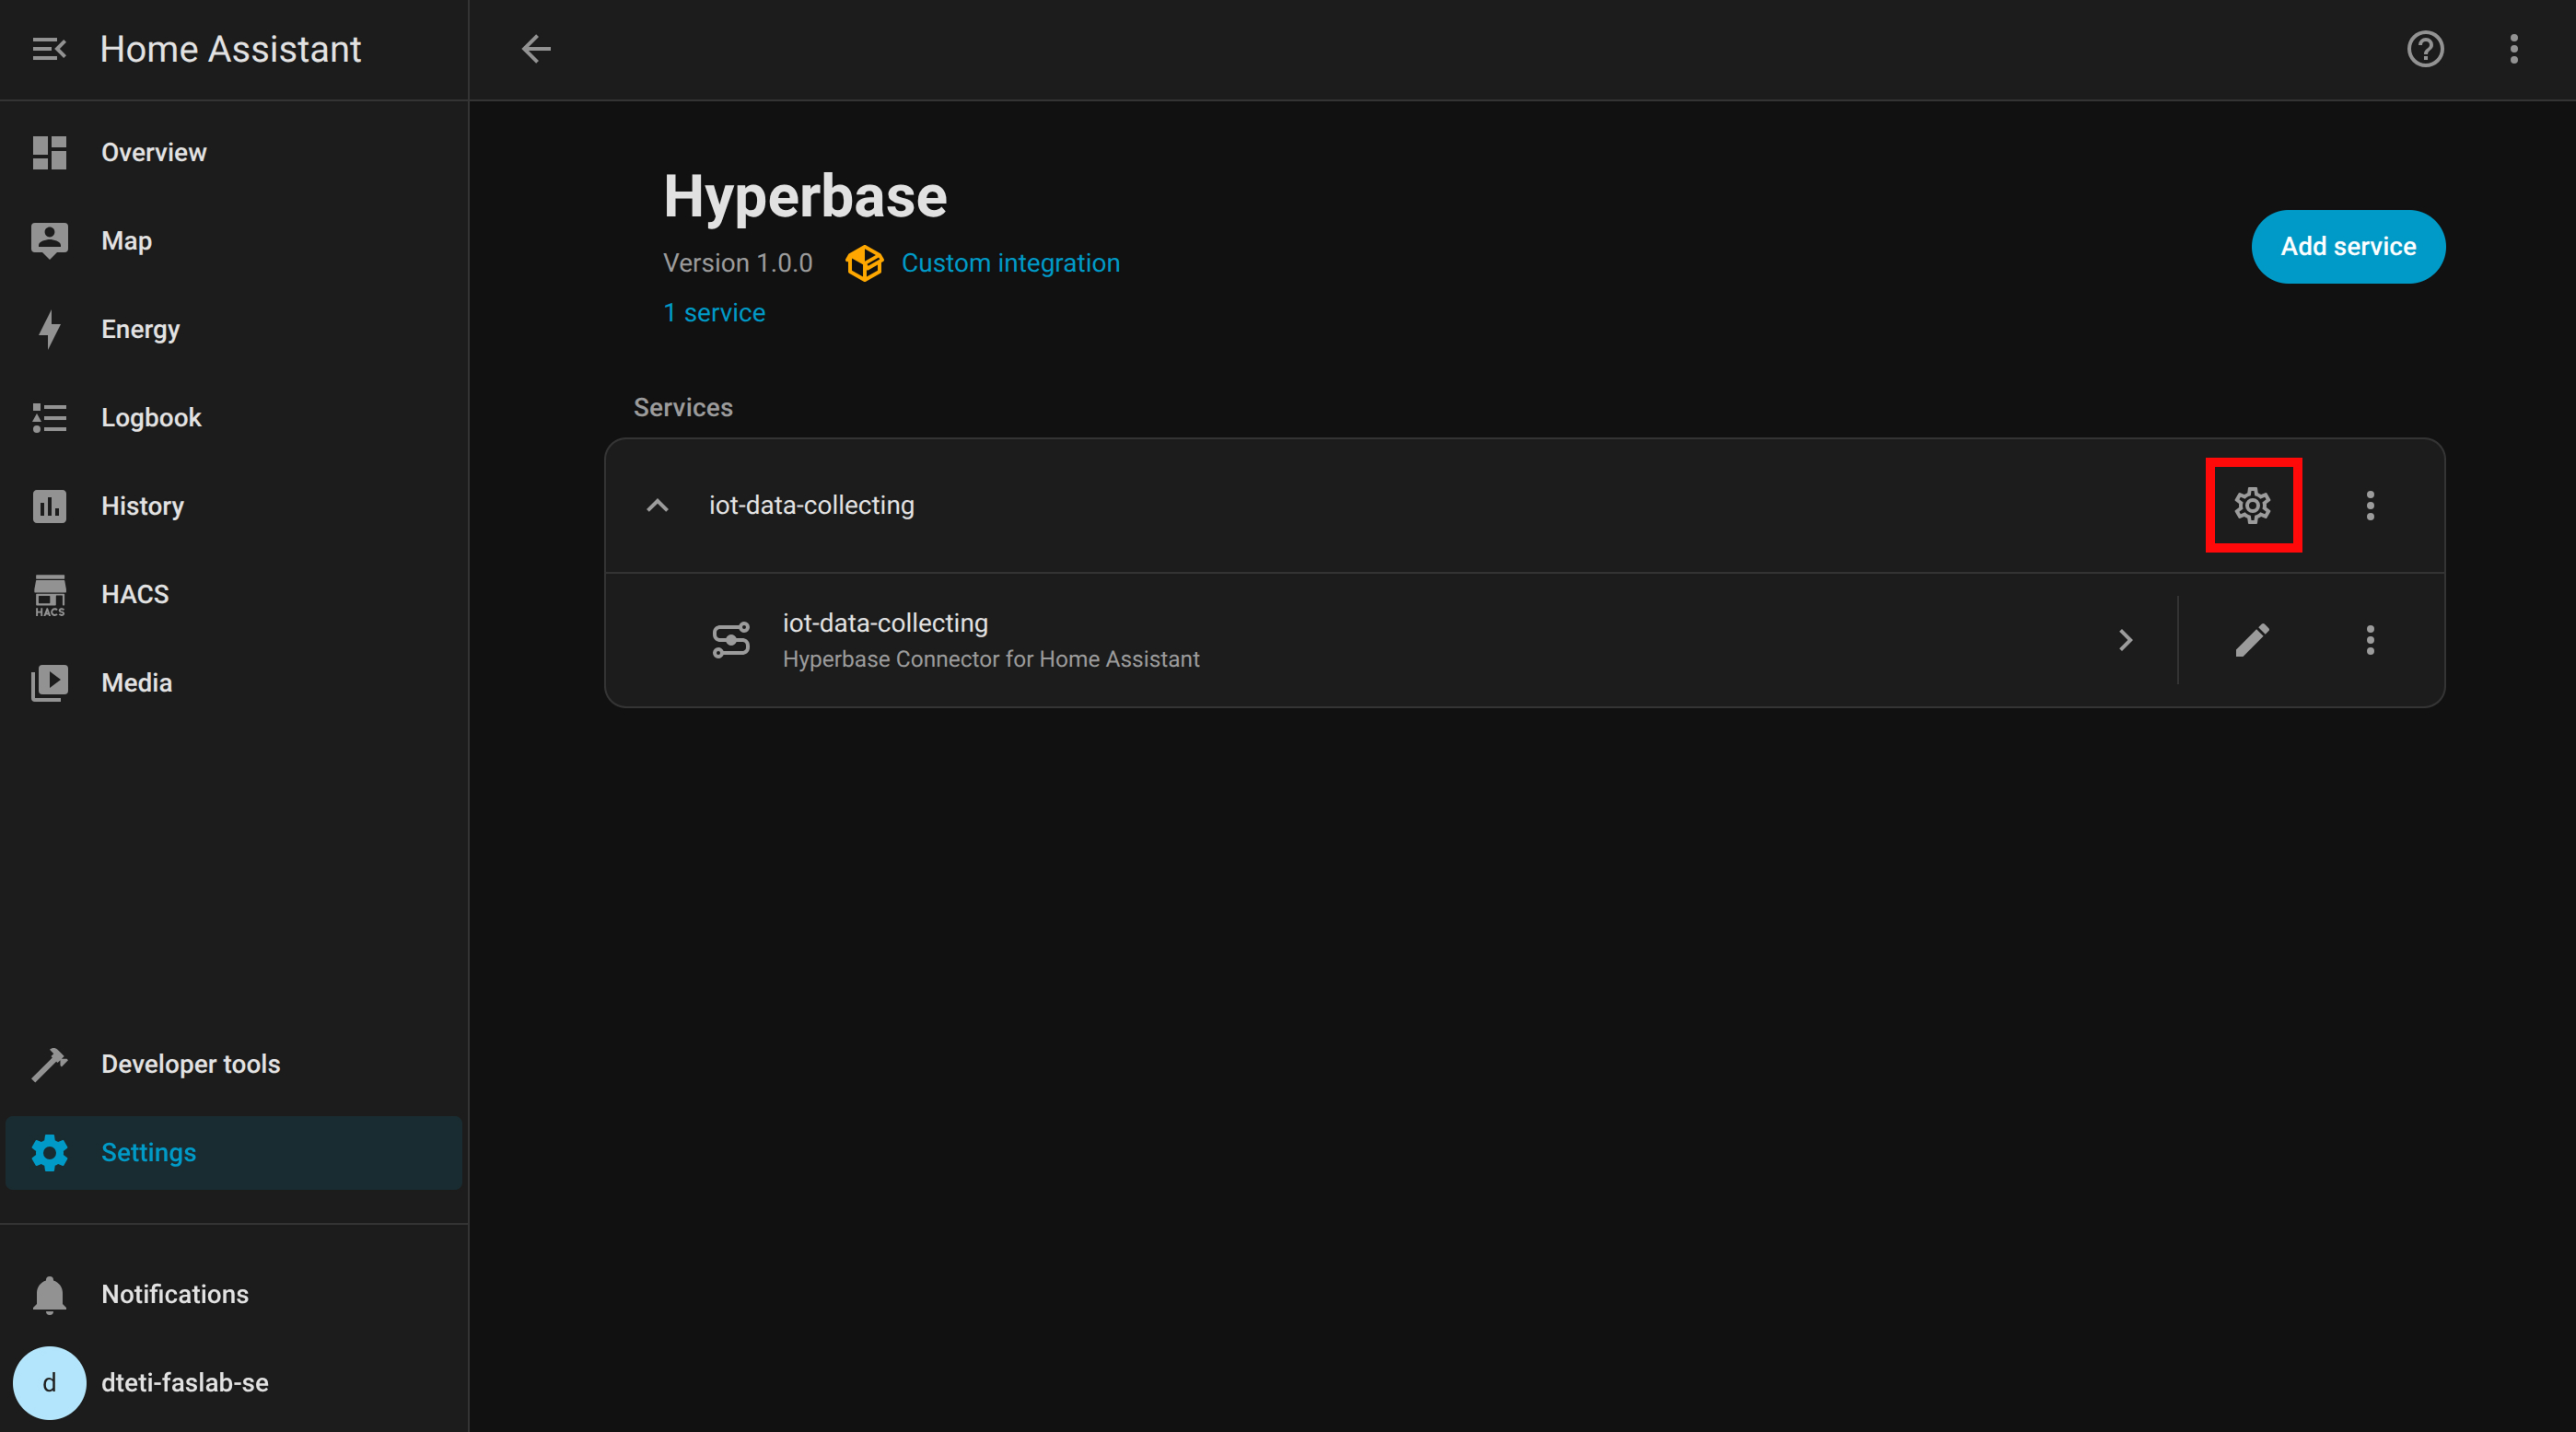 Home Assistant
Overview
Map
Energy
Logbook
History
HACS
HACS
Media
Developer tools
Settings
Notifications
d
dteti-faslab-se
Hyperbase
Version 1.0.0 Custom integration
1 service
Add service
Services
iot-data-collecting
iot-data-collecting
Hyperbase Connector for Home Assistant